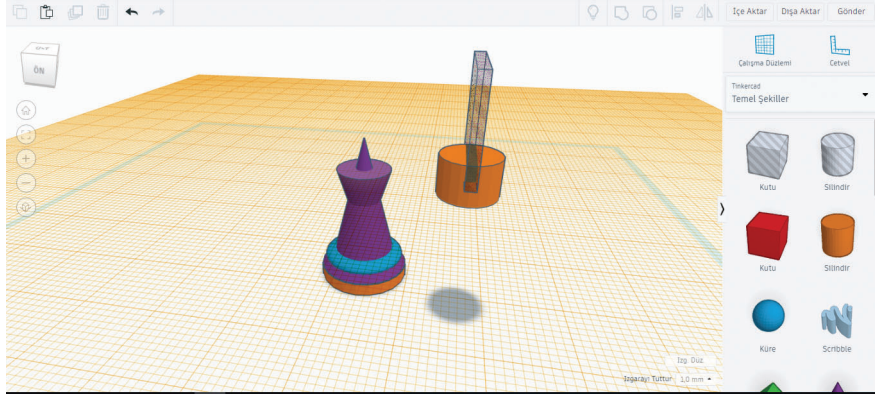 İçe Aktar Dışa Aktar Gönder
ÖN
Çalışma Düzlemi Cetvel
Tinkercad
Temel Şekiller
Kutu Silindir
Kutu Silindir
Küre Scribble
Izg. Düz.
Izgarayı Tuttur 1.0 mm